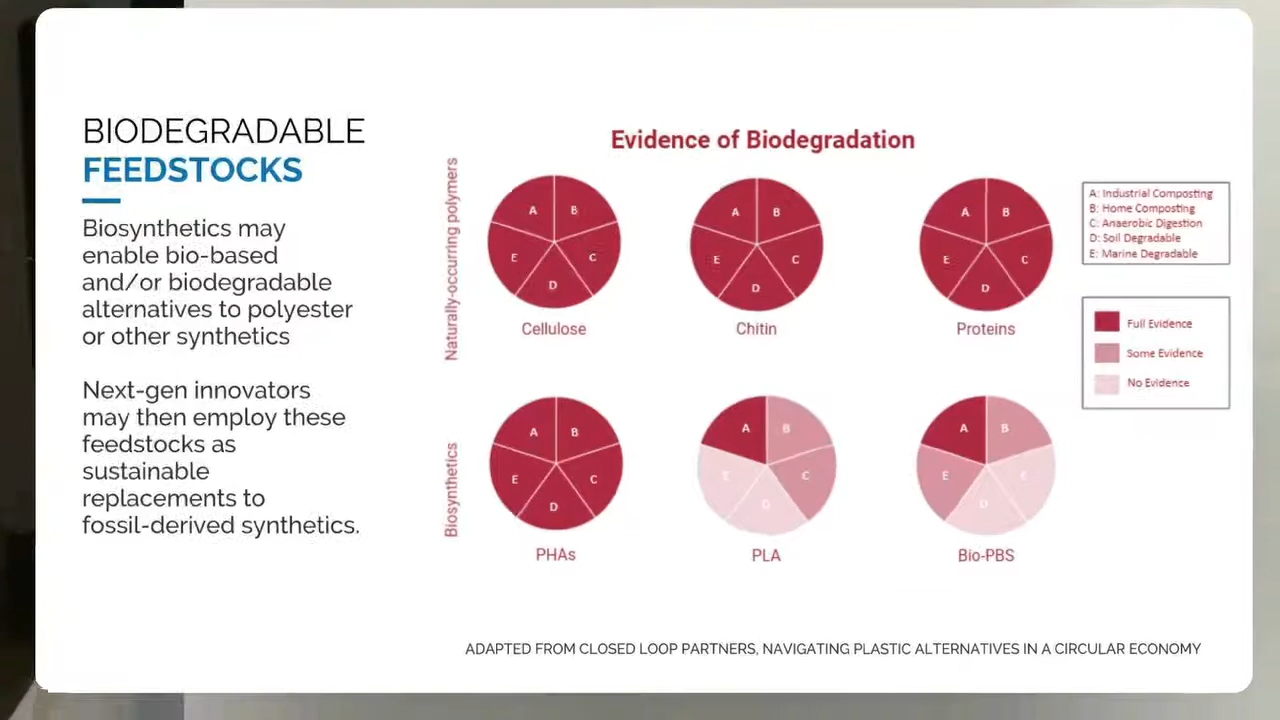 BIODEGRADABLE
FEEDSTOCKS
Biosynthetics may
enable bio-based
and/or biodegradable
alternatives to polyester
or other synthetics
Next-gen innovators
may then employ these
feedstocks as
sustainable
replacements to
fossil-derived synthetics.
Evidence of Biodegradation
Naturally-occurring polymers
A B
E C
D
Cellulose
A B
E C
D
Chitin
A B
E C
D
Proteins
Biosynthetics
A B
E C
D
PHAs
A B
E C
D
PLA
A B
E
D
Bio-PBS
A: Industrial Composting
B: Home Composting
C: Anaerobic Digestion
D: Soil Degradable
E: Marine Degradable
Full Evidence
Some Evidence
No Evidence
ADAPTED FROM CLOSED LOOP PARTNERS, NAVIGATING PLASTIC ALTERNATIVES IN A CIRCULAR ECONOMY